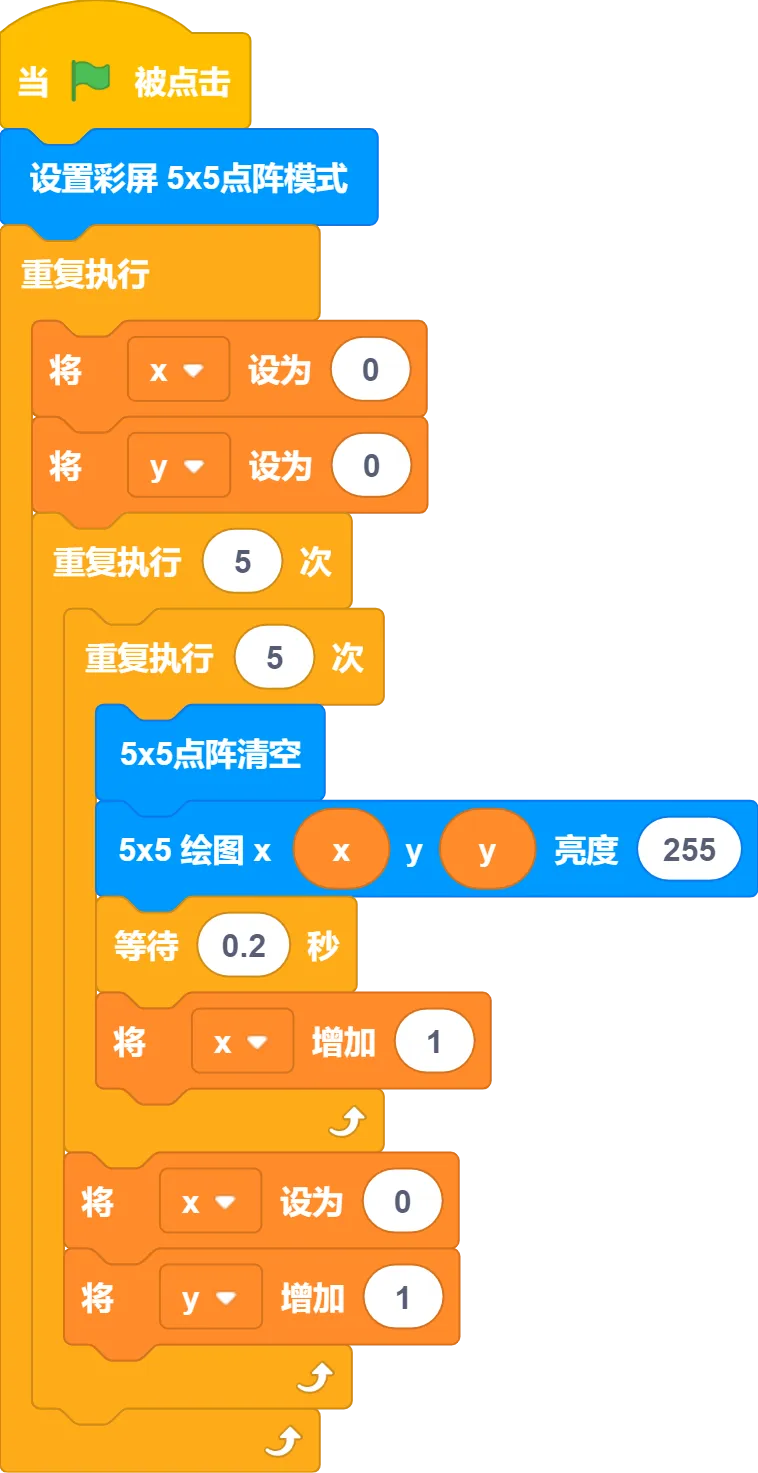 当 被点击
设置彩屏 5x5点阵模式
重复执行
将 x 设为 0
将 y 设为 0
重复执行 5 次
重复执行 5 次
5x5点阵清空
5x5 绘图 x x y y 亮度 255
等待 0.2 秒
将 x 增加 1
将 x 设为 0
将 y 增加 1